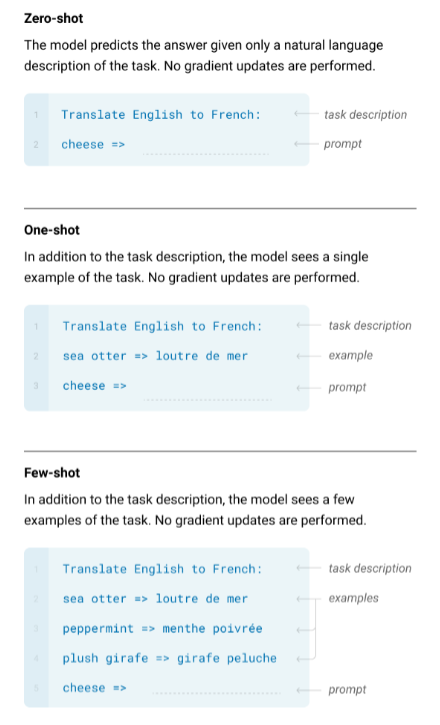 Zero-shot
The model predicts the answer given only a natural language
description of the task. No gradient updates are performed.
1 Translate English to French: task description
2 cheese => prompt
One-shot
In addition to the task description, the model sees a single
example of the task. No gradient updates are performed.
1 Translate English to French: task description
2 sea otter => loutre de mer example
3 cheese => prompt
Few-shot
In addition to the task description, the model sees a few
examples of the task. No gradient updates are performed.
1 Translate English to French: task description
2 sea otter => loutre de mer examples
3 peppermint => menthe poivrée
4 plush girafe => girafe peluche
5 cheese => prompt